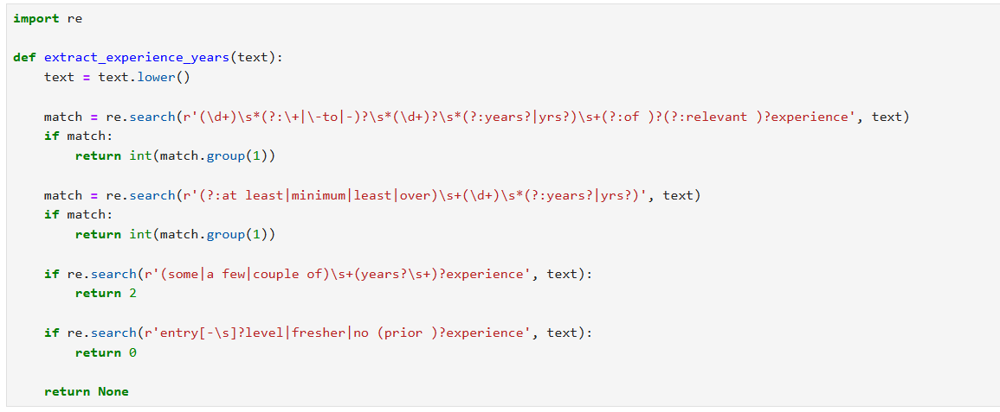 import re
def extract_experience_years(text):
    text = text.lower()
    match = re.search(r'(\d+)\s*(?:\+|\-to|-)?\s*(\d+)?\s*(?:years?|yrs?)\s+(?:of )?(?:relevant )?experience', text)
    if match:
        return int(match.group(1))
    match = re.search(r'(?:at least|minimum|least|over)\s+(\d+)\s*(?:years?|yrs?)', text)
    if match:
        return int(match.group(1))
    if re.search(r'(some|a few|couple of)\s+(years?\s+)?experience', text):
        return 2
    if re.search(r'entry[-\s]?level|fresher|no (prior )?experience', text):
        return 0
    return None